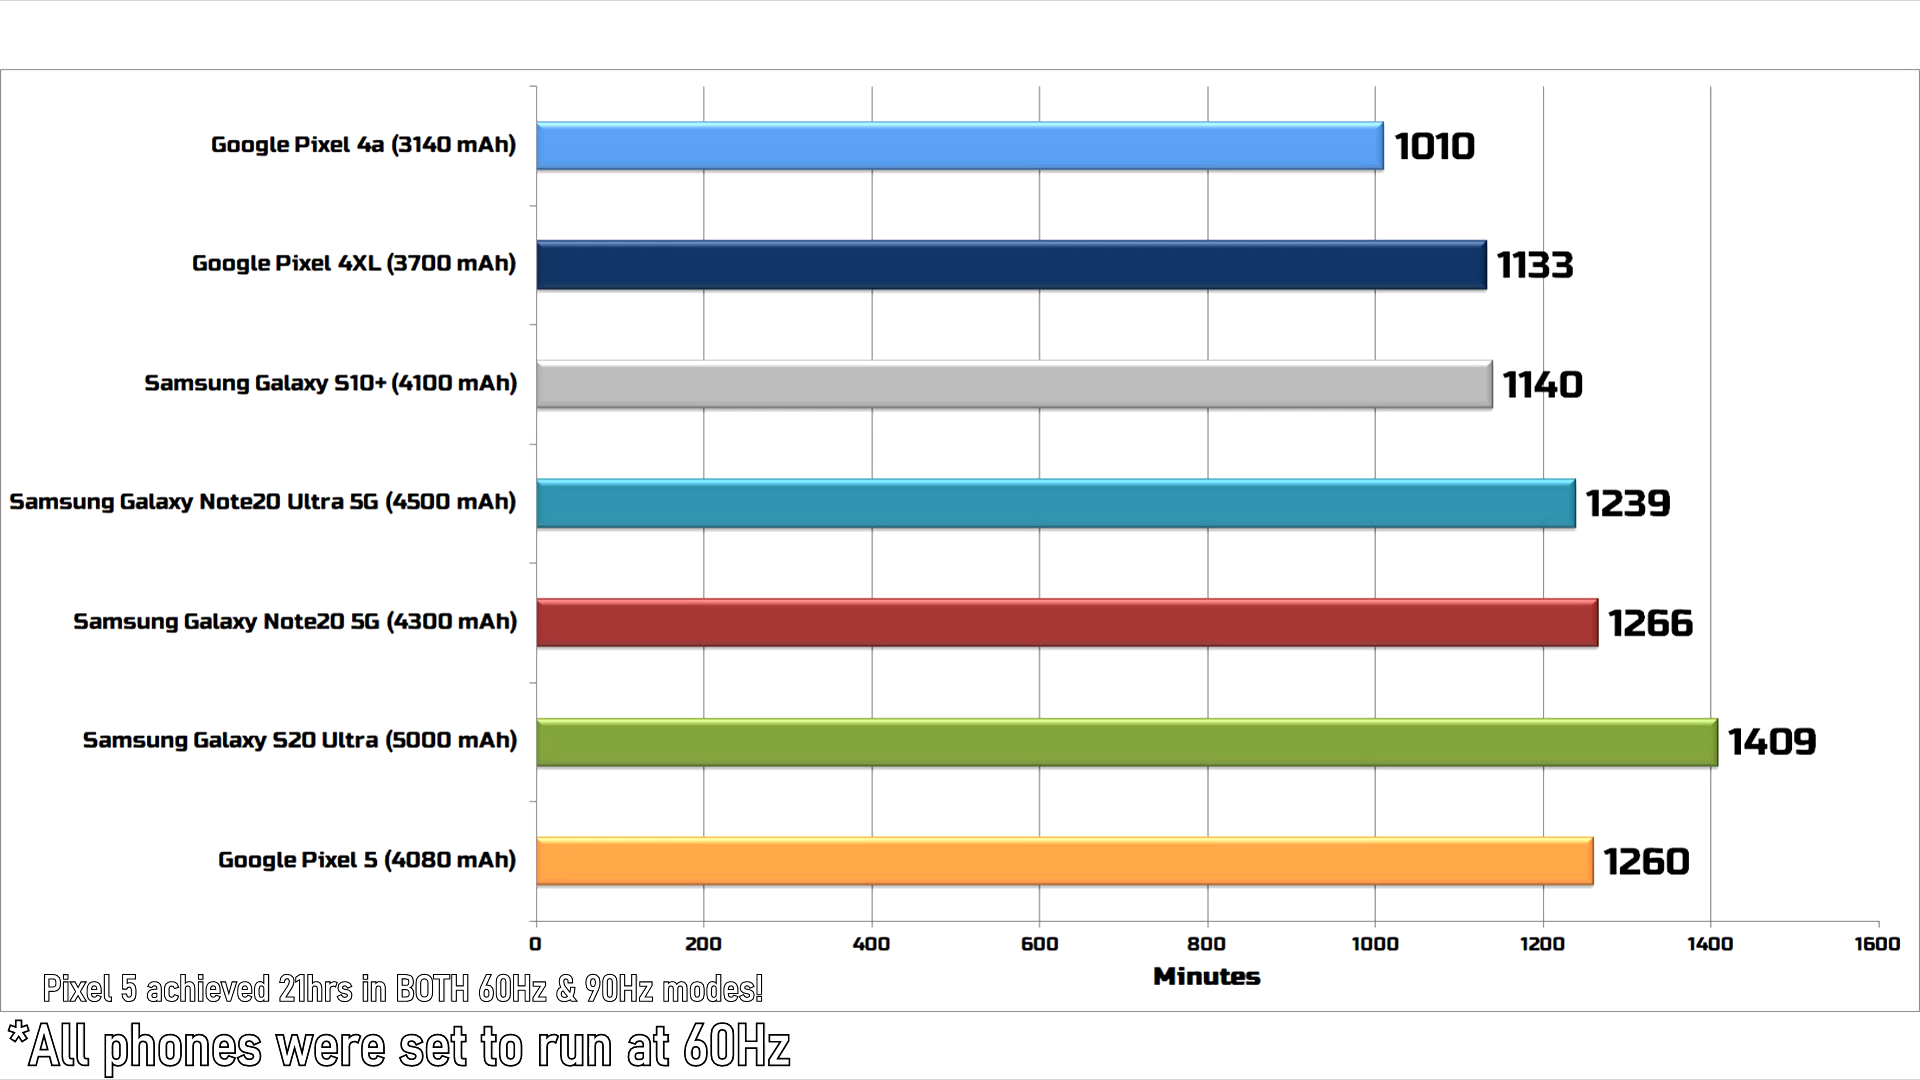 Google Pixel 4a (3140 mAh) 1010
Google Pixel 4XL (3700 mAh) 1133
Samsung Galaxy S10+ (4100 mAh) 1140
Samsung Galaxy Note20 Ultra 5G (4500 mAh) 1239
Samsung Galaxy Note20 5G (4300 mAh) 1266
Samsung Galaxy S20 Ultra (5000 mAh) 1409
Google Pixel 5 (4080 mAh) 1260
0 200 400 600 800 1000 1200 1400 1600
Minutes
Pixel 5 achieved 21hrs in BOTH 60Hz & 90Hz modes!
*All phones were set to run at 60Hz